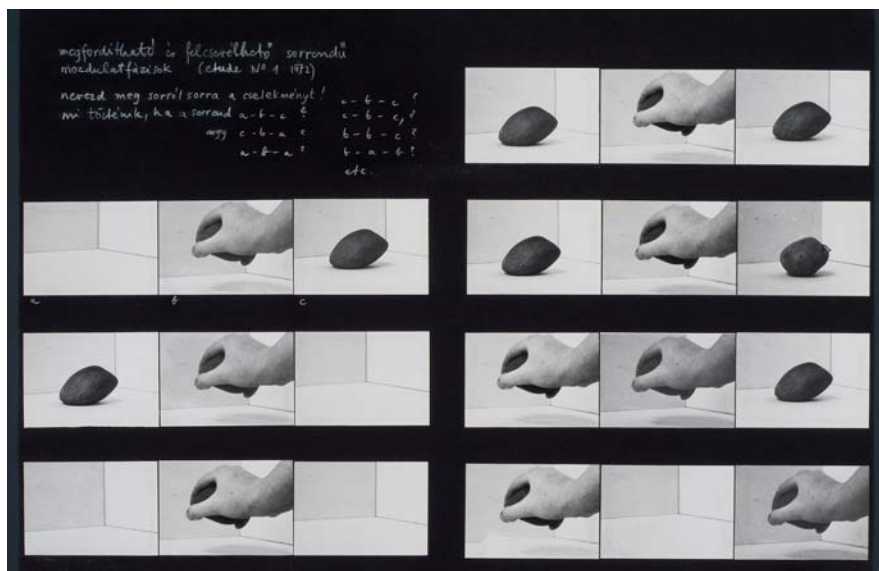 megfordítható és felcserélhető sorrendű
mozdulatfázisok (etude No 1 1972)
nevezd meg sorról sorra a cselekményt!
mi történik, ha a sorrend a-b-c ?
vagy c-b-a ?
a-b-a ?
b-c ?
c-b-c, ?
b-b-c ?
b-a-b ?
etc.
a b c